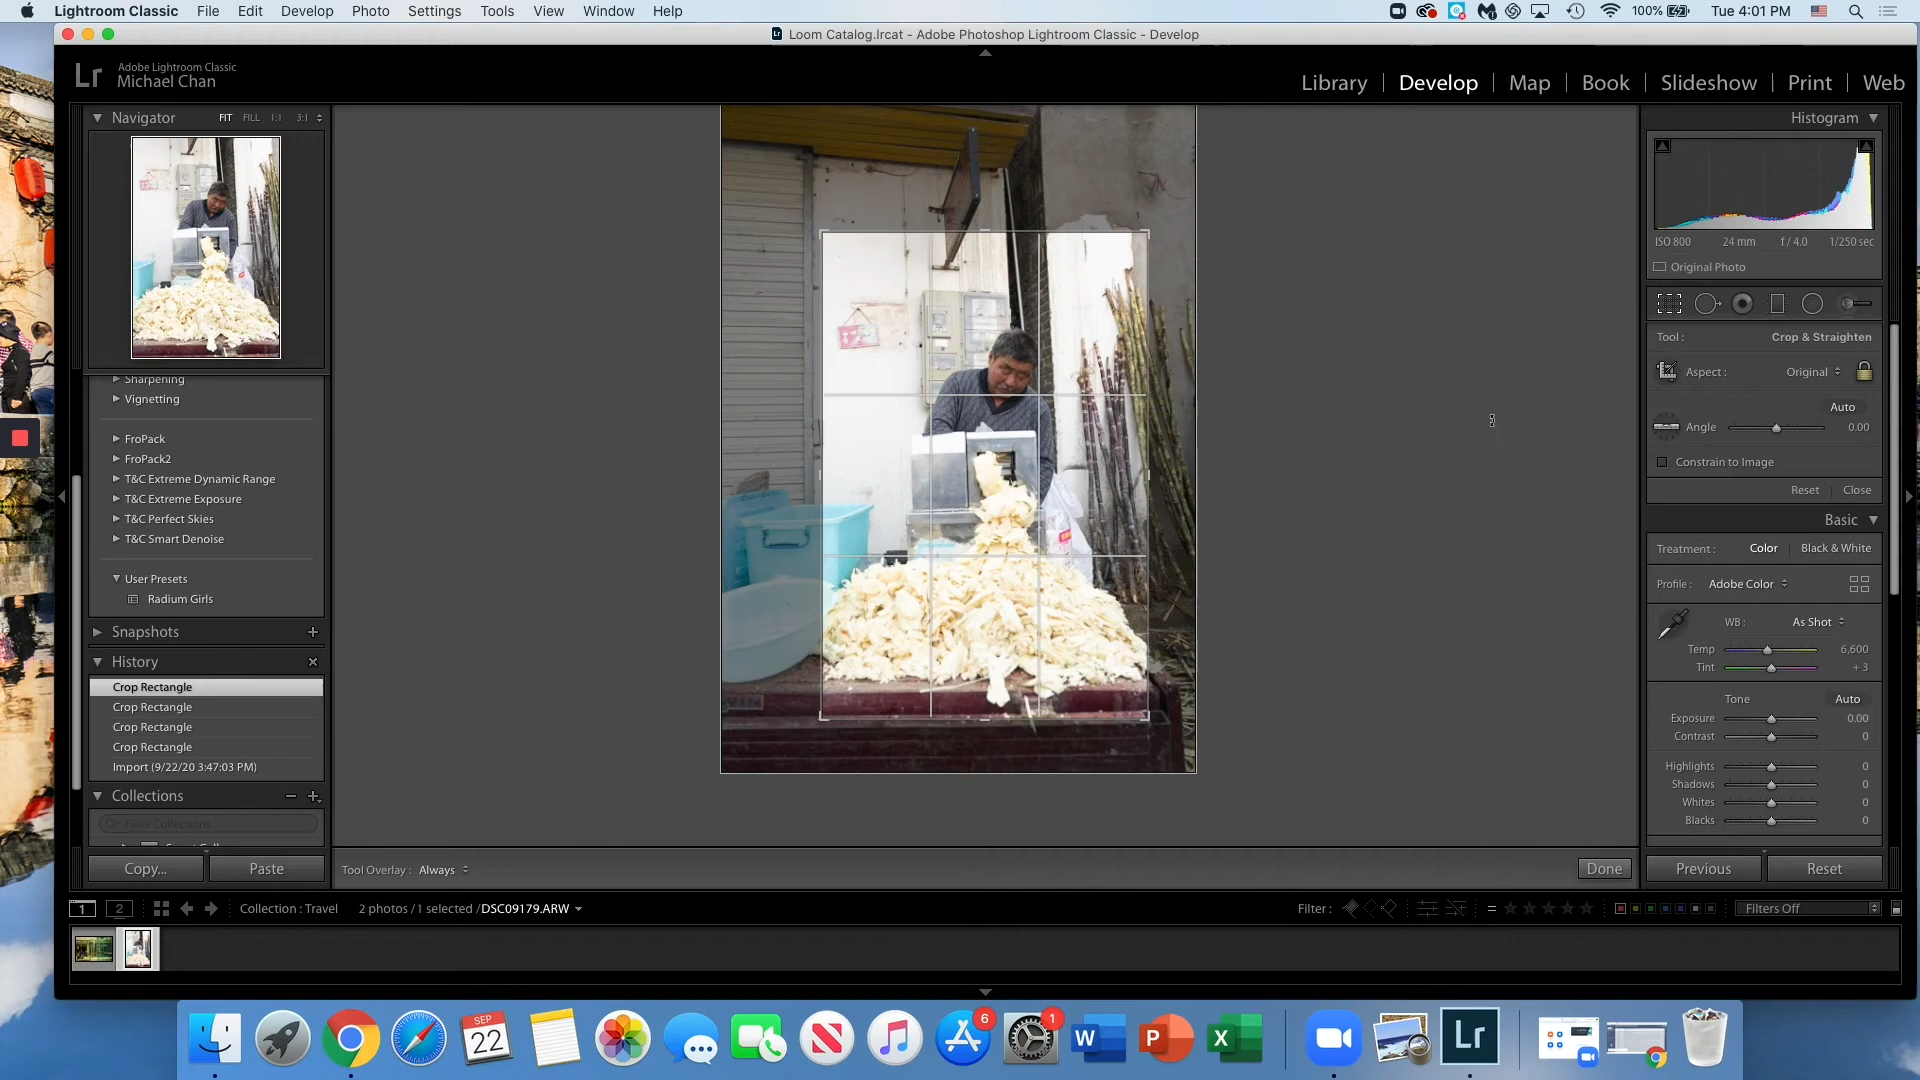 Lightroom Classic File Edit Develop Photo Settings Tools View Window Help 100% Tue 4:01 PM
Loom Catalog.lrcat - Adobe Photoshop Lightroom Classic - Develop
Lr Adobe Lightroom Classic
Michael Chan
Library | Develop | Map | Book | Slideshow | Print | Web
Navigator FIT FILL 1:1 3:1
Sharpening
Vignetting
FroPack
FroPack2
T&C Extreme Dynamic Range
T&C Extreme Exposure
T&C Perfect Skies
T&C Smart Denoise
User Presets
Radium Girls
Snapshots
History
Crop Rectangle
Crop Rectangle
Crop Rectangle
Crop Rectangle
Import (9/22/20 3:47:03 PM)
Collections
Filter Collections
Copy... Paste
Tool Overlay : Always
Done
Histogram
ISO 800 24 mm f / 4.0 1/250 sec
Original Photo
Tool : Crop & Straighten
Aspect : Original
Auto
Angle 0.00
Constrain to Image
Reset Close
Basic
Treatment : Color Black & White
Profile : Adobe Color
WB : As Shot
Temp 6,600
Tint + 3
Tone Auto
Exposure 0.00
Contrast 0
Highlights 0
Shadows 0
Whites 0
Blacks 0
Previous Reset
1 2 Collection : Travel 2 photos / 1 selected / DSC09179.ARW Filter : Filters Off
SEP
22
6
1
W
P
X
Lr